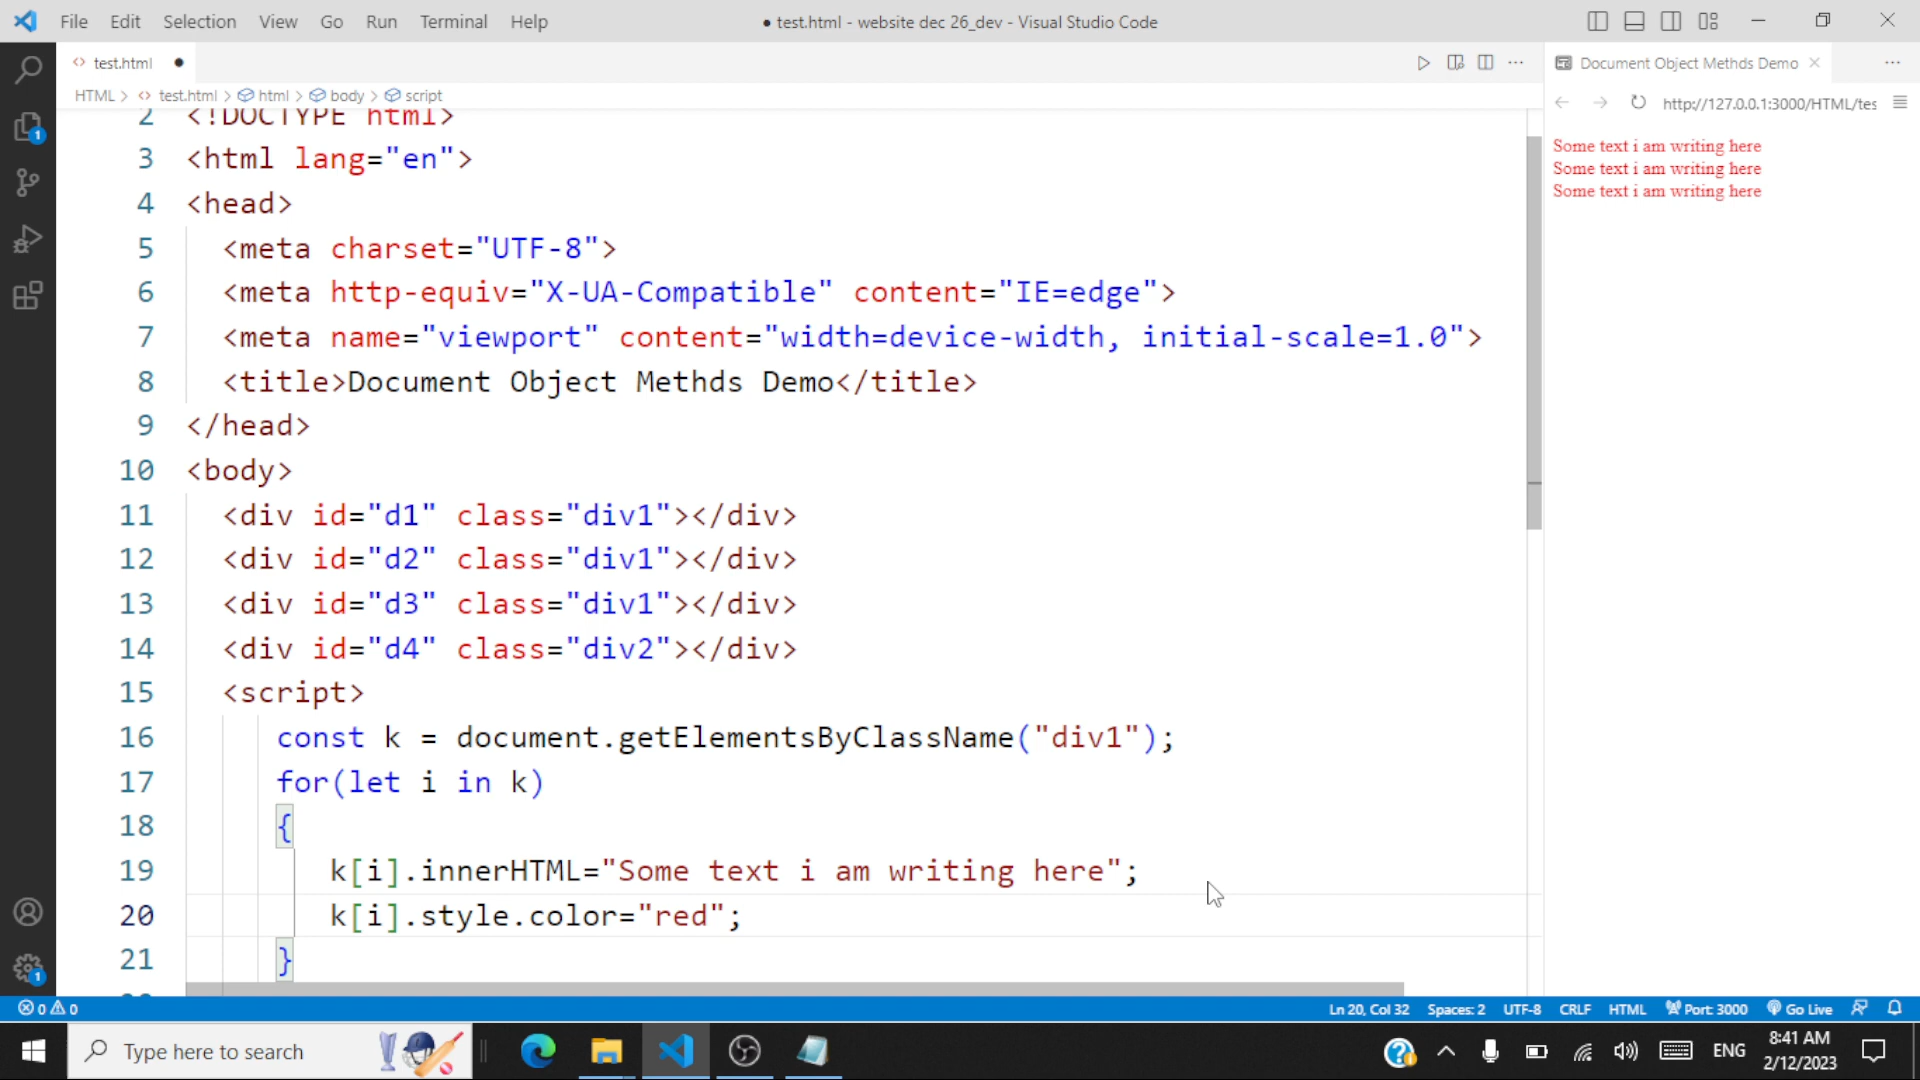 File Edit Selection View Go Run Terminal Help
● test.html - website dec 26_dev - Visual Studio Code
test.html ●
Document Object Methds Demo
HTML > test.html > html > body > script
http://127.0.0.1:3000/HTML/tes
2 <!DOCTYPE html>
3 <html lang="en">
4 <head>
5 <meta charset="UTF-8">
6 <meta http-equiv="X-UA-Compatible" content="IE=edge">
7 <meta name="viewport" content="width=device-width, initial-scale=1.0">
8 <title>Document Object Methds Demo</title>
9 </head>
10 <body>
11 <div id="d1" class="div1"></div>
12 <div id="d2" class="div1"></div>
13 <div id="d3" class="div1"></div>
14 <div id="d4" class="div2"></div>
15 <script>
16 const k = document.getElementsByClassName("div1");
17 for(let i in k)
18 {
19 k[i].innerHTML="Some text i am writing here";
20 k[i].style.color="red";
21 }
Some text i am writing here
Some text i am writing here
Some text i am writing here
1
1
0 0
Ln 20, Col 32 Spaces: 2 UTF-8 CRLF HTML Port: 3000 Go Live
Type here to search
ENG
8:41 AM
2/12/2023